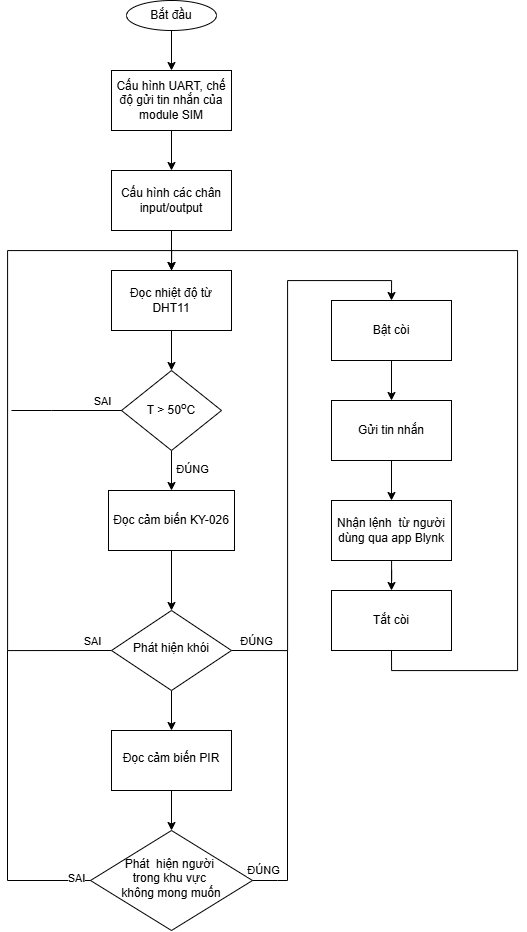 Bắt đầu
Cấu hình UART, chế
độ gửi tin nhắn của
module SIM
Cấu hình các chân
input/output
Đọc nhiệt độ từ
DHT11
T > 50°C
SAI
ĐÚNG
Đọc cảm biến KY-026
Phát hiện khói
SAI
ĐÚNG
Đọc cảm biến PIR
Phát hiện người
trong khu vực
không mong muốn
SAI
ĐÚNG
Bật còi
Gửi tin nhắn
Nhận lệnh từ người
dùng qua app Blynk
Tắt còi